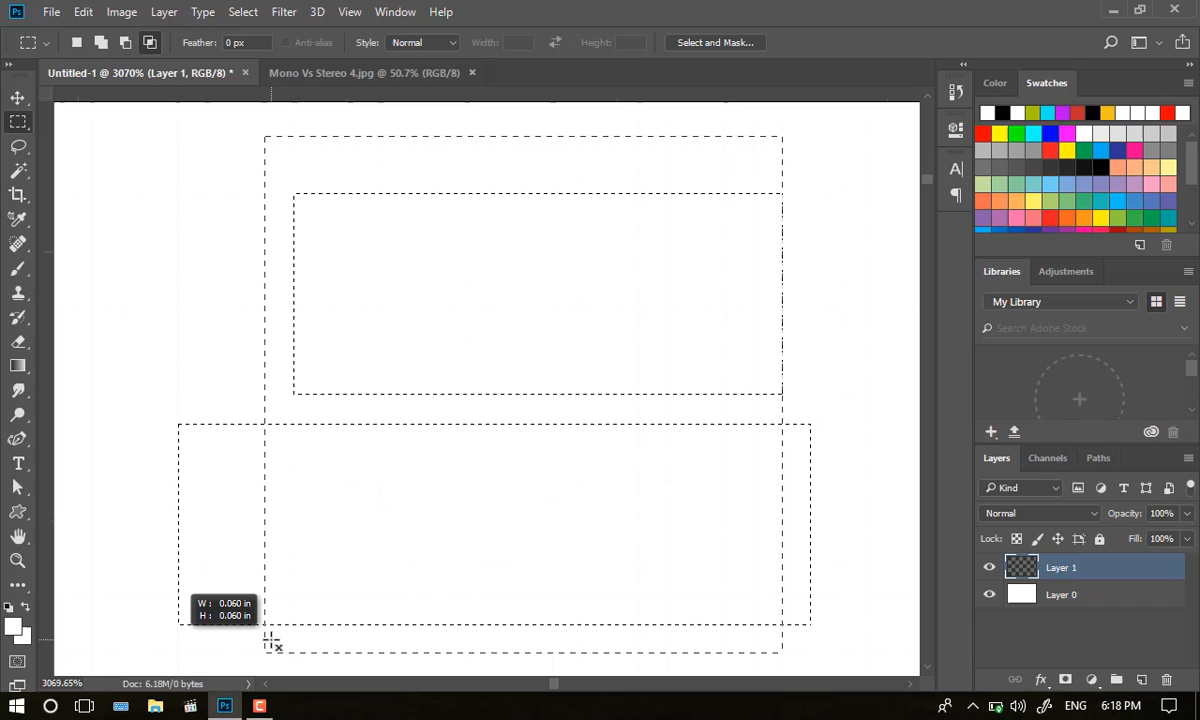 Ps File Edit Image Layer Type Select Filter 3D View Window Help
Feather: 0 px Anti-alias Style: Normal Width: Height: Select and Mask...
Untitled-1 @ 3070% (Layer 1, RGB/8) * × Mono Vs Stereo 4.jpg @ 50.7% (RGB/8) ×
Color Swatches
Libraries Adjustments
My Library
Search Adobe Stock
Layers Channels Paths
Kind
Normal Opacity: 100%
Lock: Fill: 100%
Layer 1
Layer 0
W : 0.060 in
H : 0.060 in
3069.65% Doc: 6.18M/0 bytes
ENG 6:18 PM